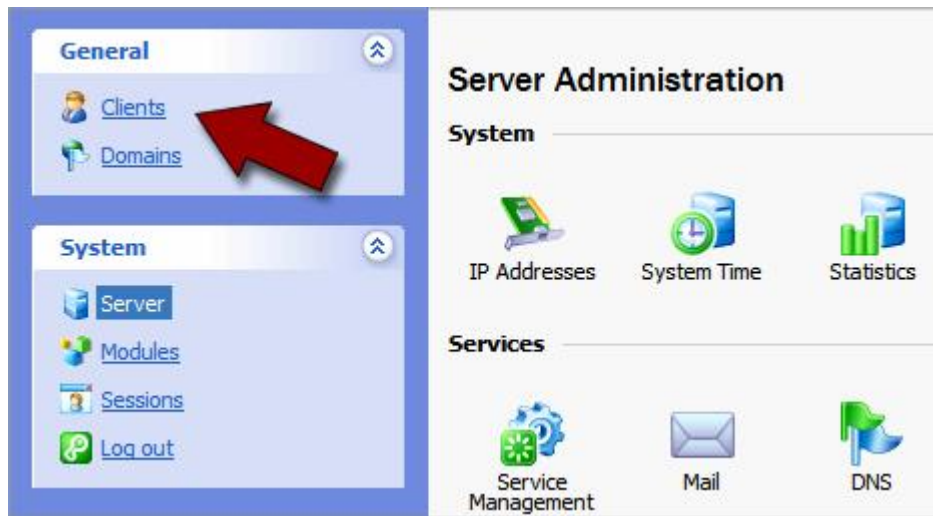 General
Clients
Domains
System
Server
Modules
Sessions
Log out
Server Administration
System
IP Addresses
System Time
Statistics
Services
Service
Management
Mail
DNS